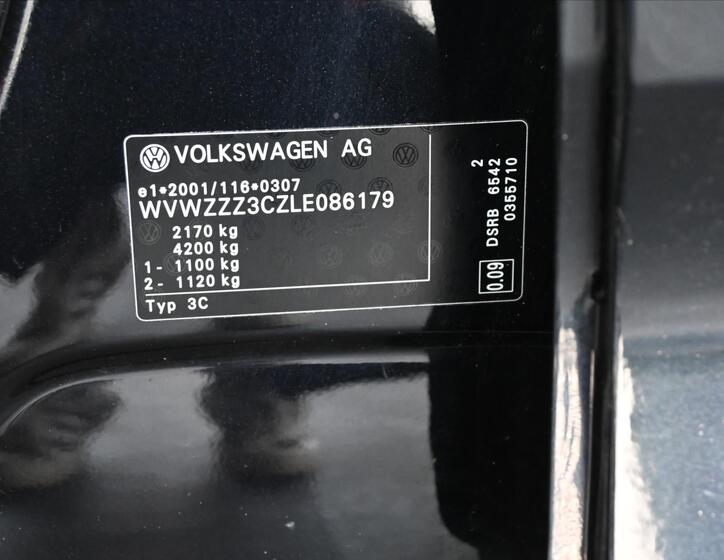 VOLKSWAGEN AG
e1*2001/116*0307
WVWZZZ3CZLE086179
2170 kg
4200 kg
1- 1100 kg
2- 1120 kg
Typ 3C
2
DSRB 6542
0355710
0.09